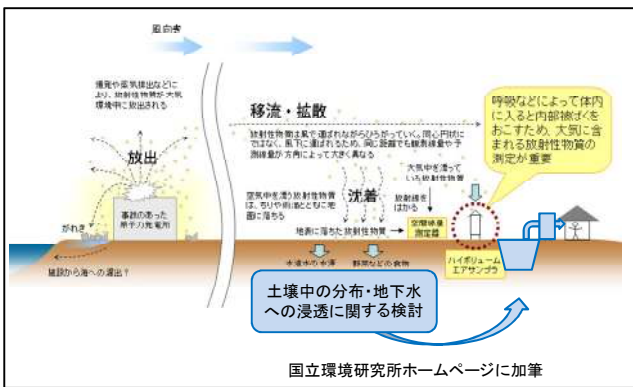 風向き
爆発や蒸気排出などに
より、放射性物質が大気
環境中に放出される
放出
がれき
事故のあった
原子力発電所
施設から海への漏出？
移流・拡散
放射性物質は風で運ばれながらひろがっていく。同心円状に
ではなく、風下に運ばれるため、同じ距離でも線量や予
測線量が方角によって大きく異なる
空気中を漂う放射性物質
は、ちりや雨滴とともに地
面に落ちる
沈着
大気中を漂って
いる放射性物質
放射線を
はかる
地表に落ちた放射性物質
空間線量
測定器
呼吸などによって体内
に入ると内部被ばくを
おこすため、大気に含
まれる放射性物質の
測定が重要
ハイボリューム
エアサンプラ
水道水の水源
野菜などの食物
土壌中の分布・地下水
への浸透に関する検討
国立環境研究所ホームページに加筆